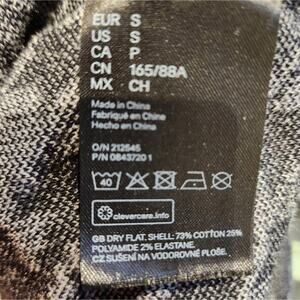 EUR S
US S
CA P
CN 165/88A
MX CH
Made in China
Fabriqué en Chine
Hecho en China
O/N 212545
P/N 0843720 1
40
clevercare.info
GB DRY FLAT. SHELL: 73% COTTON 25%
POLYAMIDE 2% ELASTANE.
CZ SUŠENÍ NA VODOROVNÉ PLOŠE.